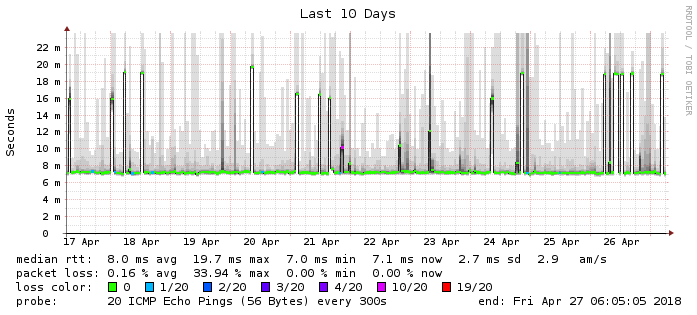 Last 10 Days
RRDTOOL / TOBI OETIKER
Seconds
22 m
20 m
18 m
16 m
14 m
12 m
10 m
8 m
6 m
4 m
2 m
0
17 Apr 18 Apr 19 Apr 20 Apr 21 Apr 22 Apr 23 Apr 24 Apr 25 Apr 26 Apr
median rtt: 8.0 ms avg 19.7 ms max 7.0 ms min 7.1 ms now 2.7 ms sd 2.9 am/s
packet loss: 0.16 % avg 33.94 % max 0.00 % min 0.00 % now
loss color: 0 1/20 2/20 3/20 4/20 10/20 19/20
probe: 20 ICMP Echo Pings (56 Bytes) every 300s end: Fri Apr 27 06:05:05 2018